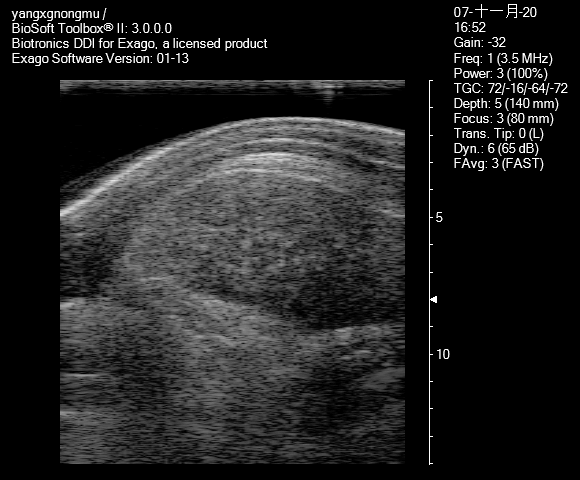 yangxgnongmu /
BioSoft Toolbox® II: 3.0.0.0
Biotronics DDI for Exago, a licensed product
Exago Software Version: 01-13
07-十一月-20
16:52
Gain: -32
Freq: 1 (3.5 MHz)
Power: 3 (100%)
TGC: 72/-16/-64/-72
Depth: 5 (140 mm)
Focus: 3 (80 mm)
Trans. Tip: 0 (L)
Dyn.: 6 (65 dB)
FAvg: 3 (FAST)
5
10